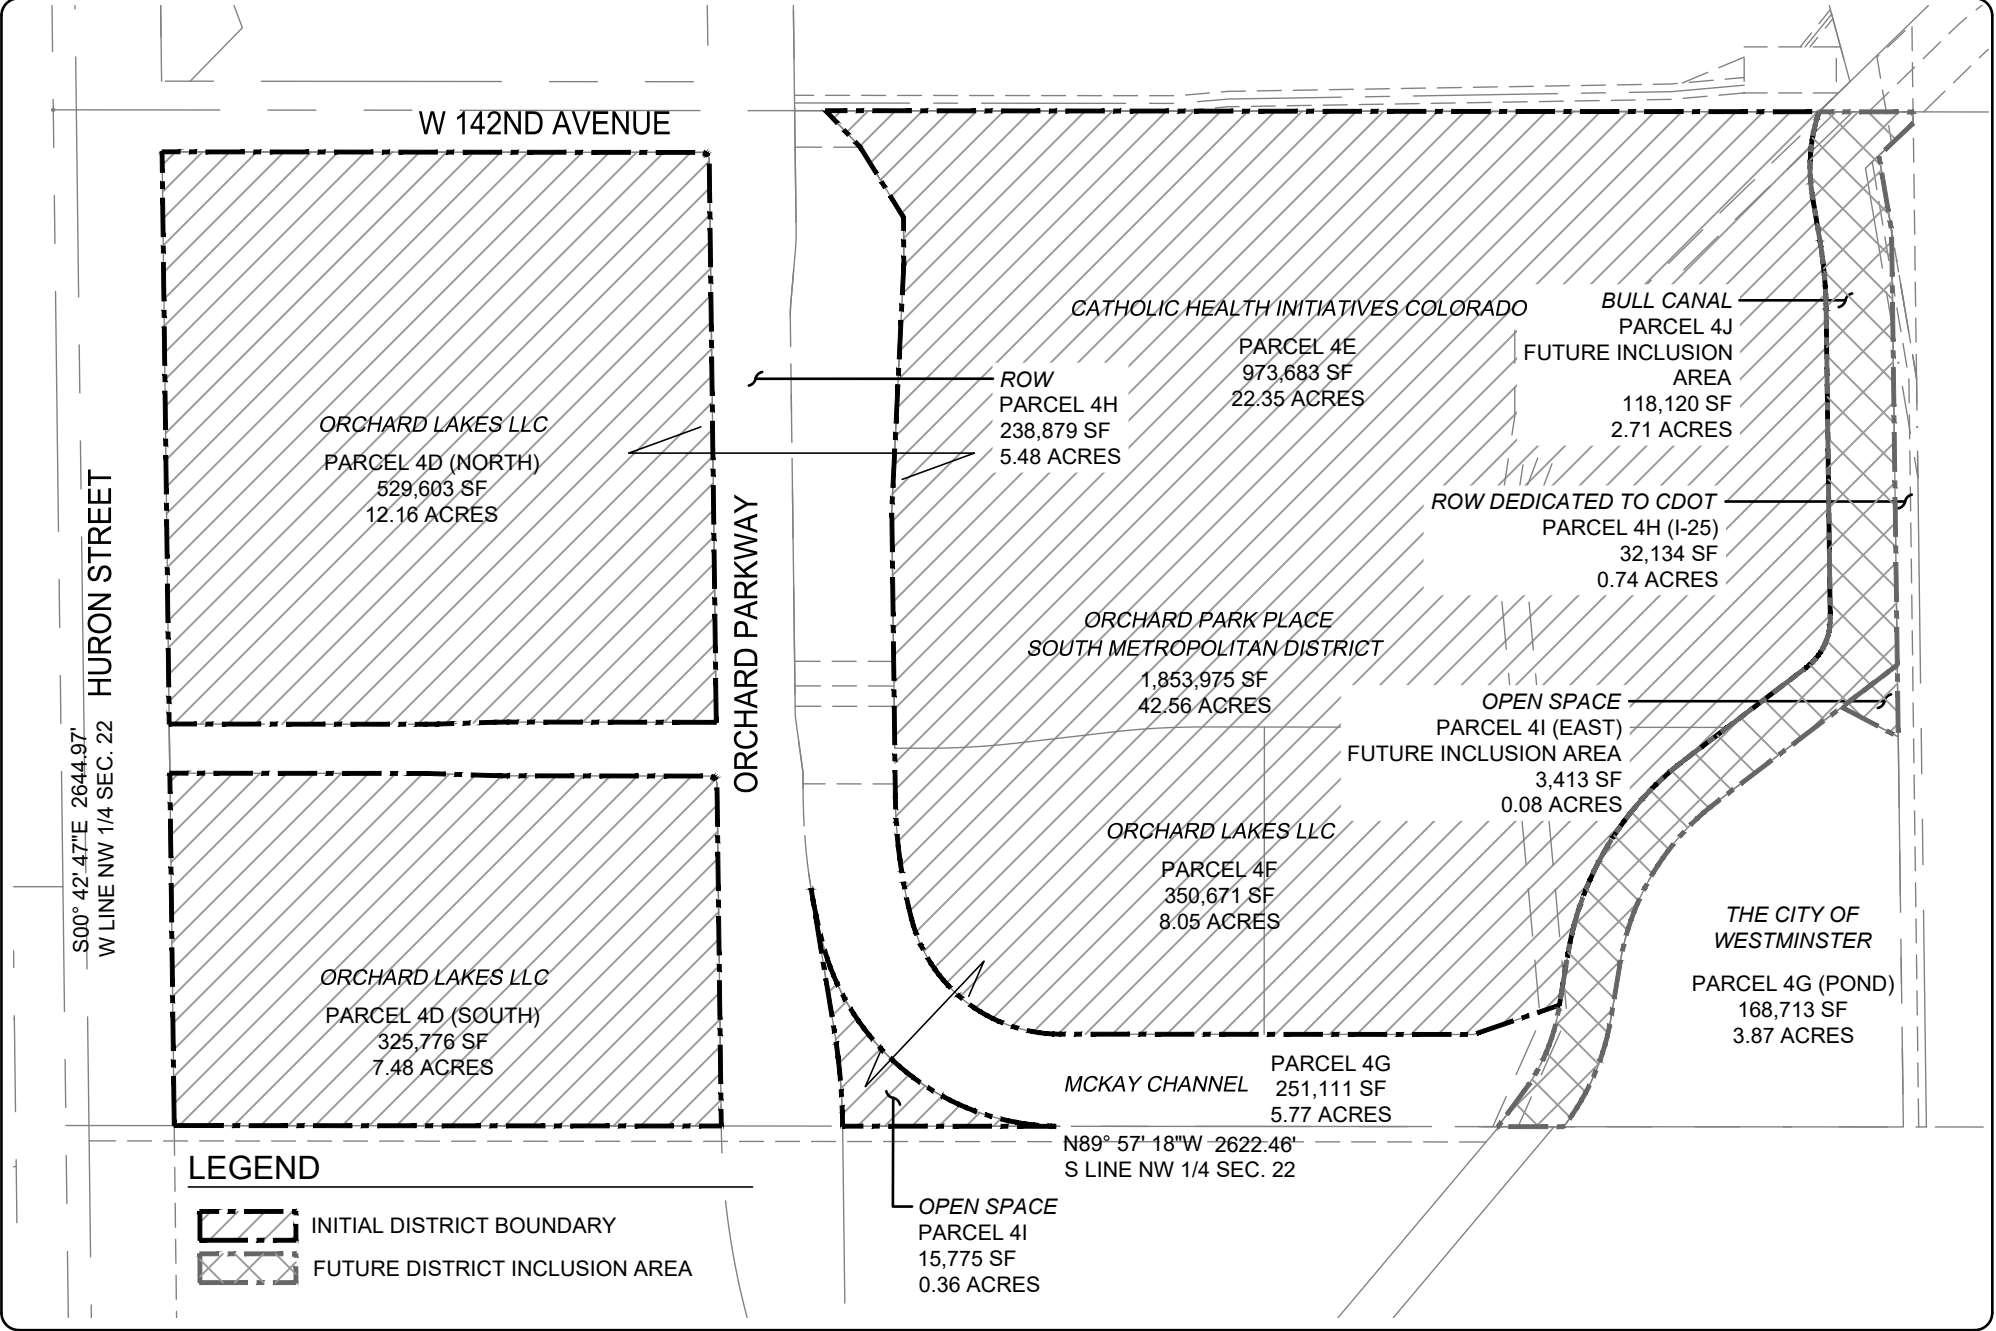 W 142ND AVENUE
CATHOLIC HEALTH INITIATIVES COLORADO
PARCEL 4E
973,683 SF
22.35 ACRES
BULL CANAL
PARCEL 4J
FUTURE INCLUSION
AREA
118,120 SF
2.71 ACRES
ROW
PARCEL 4H
238,879 SF
5.48 ACRES
ORCHARD LAKES LLC
PARCEL 4D (NORTH)
529,603 SF
12.16 ACRES
HURON STREET
S00° 42' 47"E 2644.97'
W LINE NW 1/4 SEC. 22
ORCHARD PARKWAY
ROW DEDICATED TO CDOT
PARCEL 4H (I-25)
32,134 SF
0.74 ACRES
ORCHARD PARK PLACE
SOUTH METROPOLITAN DISTRICT
1,853,975 SF
42.56 ACRES
OPEN SPACE
PARCEL 4I (EAST)
FUTURE INCLUSION AREA
3,413 SF
0.08 ACRES
ORCHARD LAKES LLC
PARCEL 4F
350,671 SF
8.05 ACRES
THE CITY OF
WESTMINSTER
PARCEL 4G (POND)
168,713 SF
3.87 ACRES
ORCHARD LAKES LLC
PARCEL 4D (SOUTH)
325,776 SF
7.48 ACRES
MCKAY CHANNEL
PARCEL 4G
251,111 SF
5.77 ACRES
N89° 57' 18"W 2622.46'
S LINE NW 1/4 SEC. 22
OPEN SPACE
PARCEL 4I
15,775 SF
0.36 ACRES
LEGEND
INITIAL DISTRICT BOUNDARY
FUTURE DISTRICT INCLUSION AREA